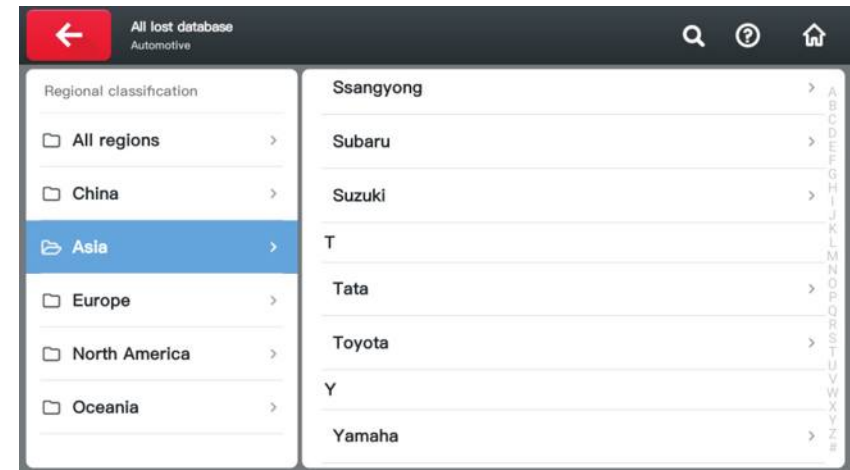 All lost database
Automotive
Regional classification
All regions
China
Asia
Europe
North America
Oceania
Ssangyong
Subaru
Suzuki
T
Tata
Toyota
Y
Yamaha
A
B
C
D
E
F
G
H
I
J
K
L
M
N
O
P
Q
R
S
T
U
V
W
X
Y
Z
#